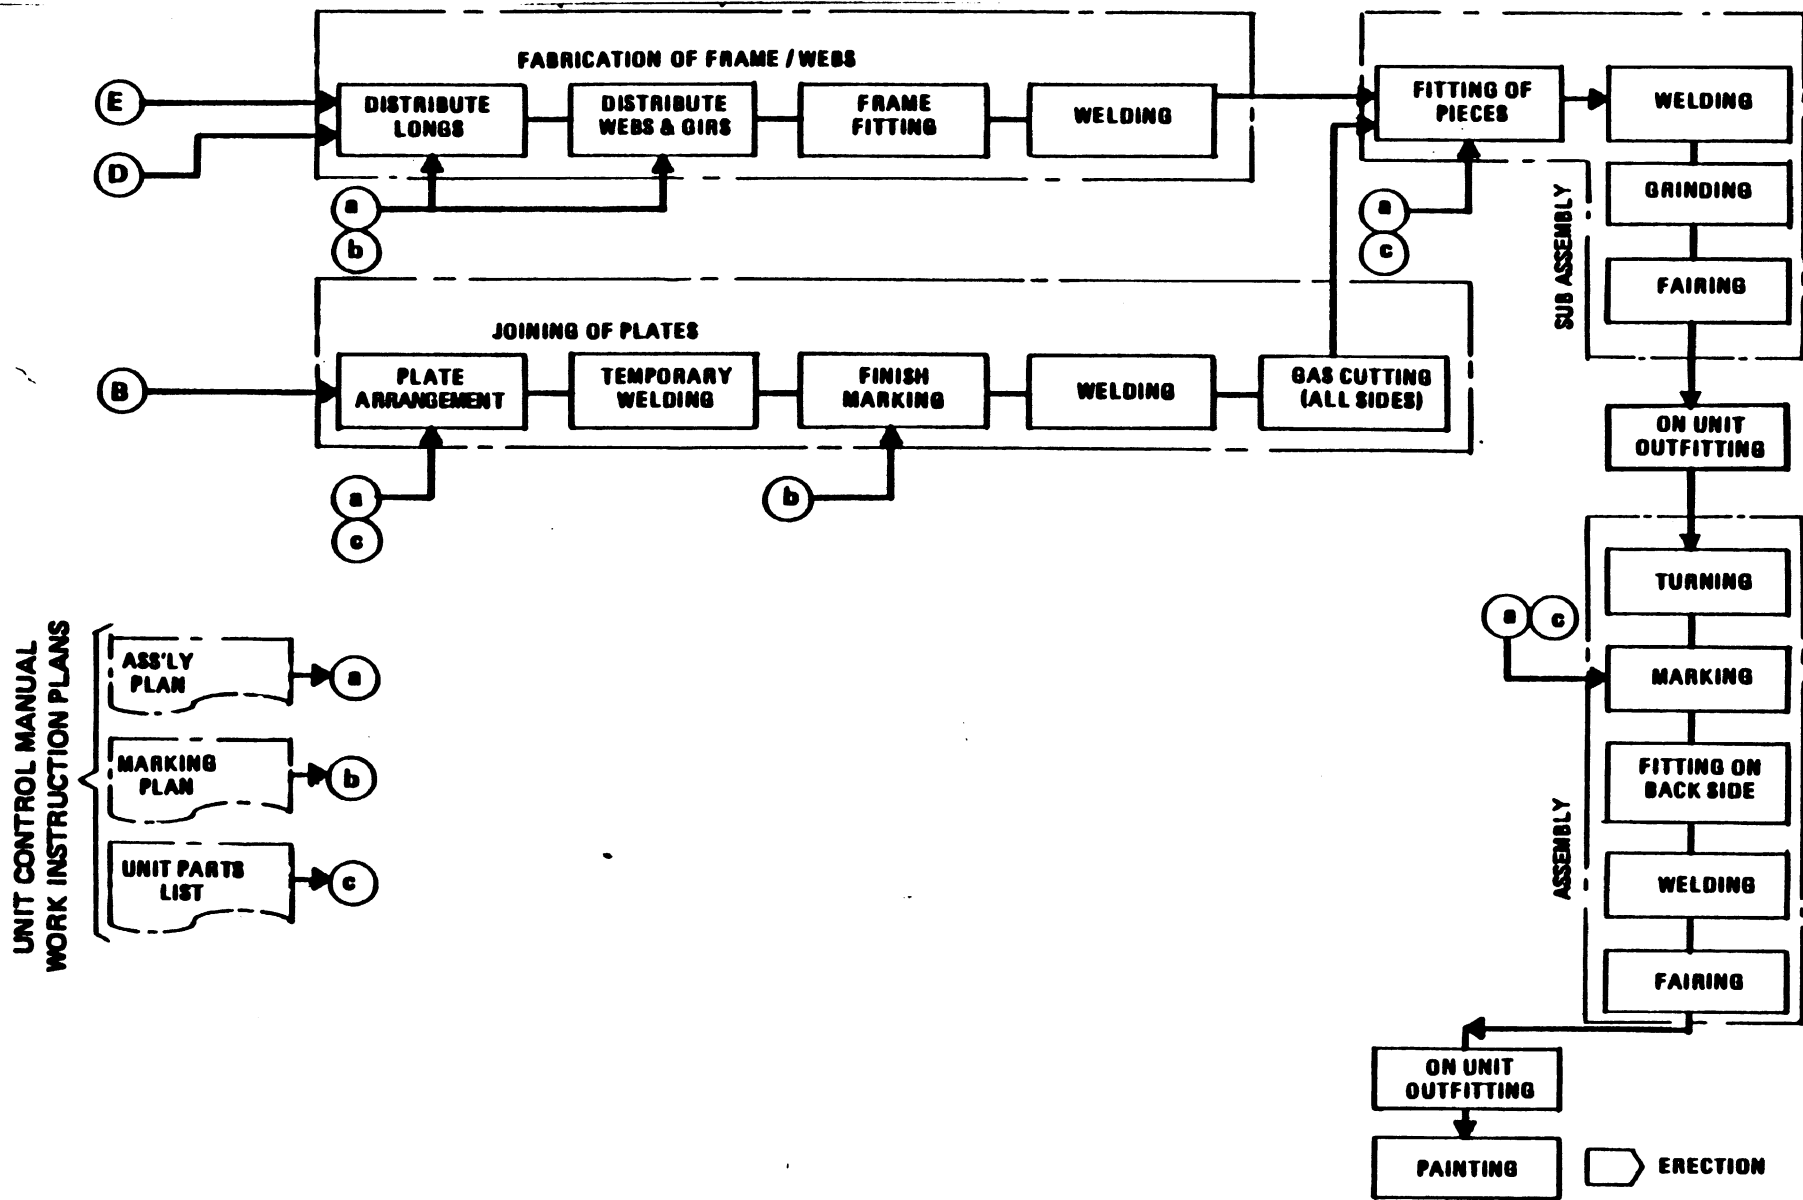 FABRICATION OF FRAME / WEBS
E
D
DISTRIBUTE
LONGS
DISTRIBUTE
WEBS & GIRS
FRAME
FITTING
WELDING
a
b
FITTING OF
PIECES
WELDING
GRINDING
FAIRING
a
c
SUB ASSEMBLY
JOINING OF PLATES
B
PLATE
ARRANGEMENT
TEMPORARY
WELDING
FINISH
MARKING
WELDING
GAS CUTTING
(ALL SIDES)
a
c
b
ON UNIT
OUTFITTING
TURNING
a c
MARKING
FITTING ON
BACK SIDE
WELDING
FAIRING
ASSEMBLY
UNIT CONTROL MANUAL
WORK INSTRUCTION PLANS
ASS'LY
PLAN
a
MARKING
PLAN
b
UNIT PARTS
LIST
c
ON UNIT
OUTFITTING
PAINTING
ERECTION